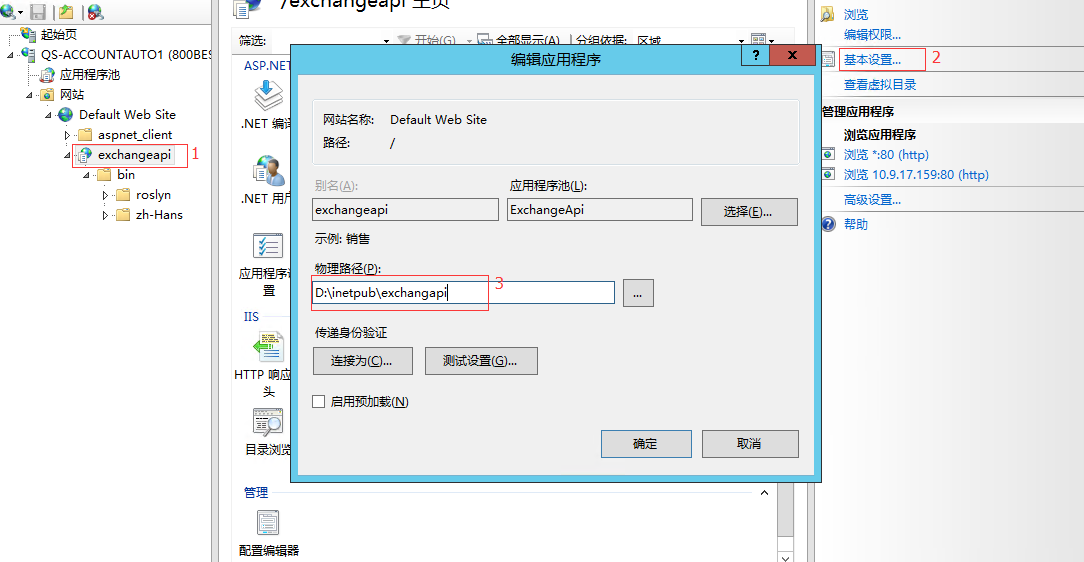 /exchangeapi 主页
起始页
QS-ACCOUNTAUTO1 (800BES
应用程序池
网站
Default Web Site
aspnet_client
exchangeapi
1
bin
roslyn
zh-Hans
筛选:
开始(G)
全部显示(A)
分组依据:
区域
ASP.NET
.NET 编译
.NET 用户
应用程序设
置
IIS
HTTP 响应
头
目录浏览
管理
配置编辑器
编辑应用程序
? x
网站名称: Default Web Site
路径: /
别名(A):
应用程序池(L):
exchangeapi
ExchangeApi
选择(E)...
示例: 销售
物理路径(P):
3
D:\inetpub\exchangapi
...
传递身份验证
连接为(C)...
测试设置(G)...
启用预加载(N)
确定
取消
浏览
编辑权限...
基本设置...
2
查看虚拟目录
管理应用程序
浏览应用程序
浏览 *:80 (http)
浏览 10.9.17.159:80 (http)
高级设置...
帮助